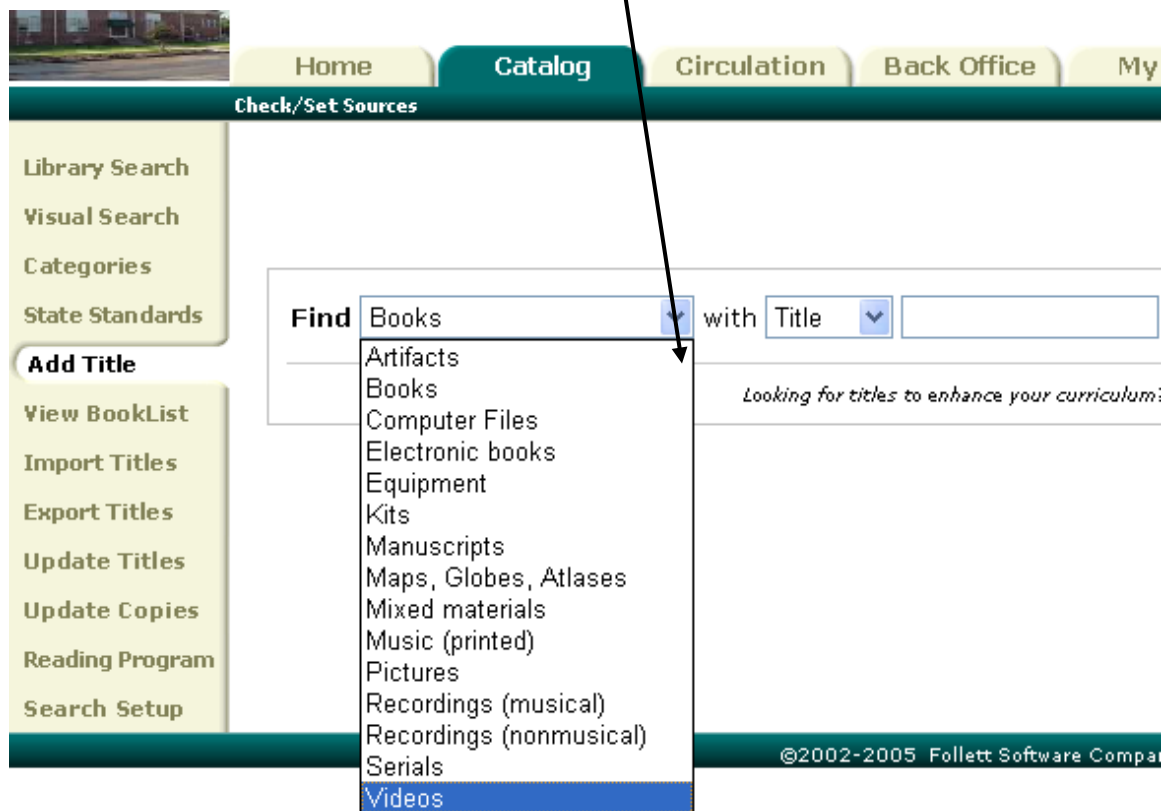 Home Catalog Circulation Back Office My
Check/Set Sources
Library Search
Visual Search
Categories
State Standards
Add Title
View BookList
Import Titles
Export Titles
Update Titles
Update Copies
Reading Program
Search Setup
Find Books with Title
Artifacts
Books
Computer Files
Electronic books
Equipment
Kits
Manuscripts
Maps, Globes, Atlases
Mixed materials
Music (printed)
Pictures
Recordings (musical)
Recordings (nonmusical)
Serials
Videos
Looking for titles to enhance your curriculum?
©2002-2005 Follett Software Compan